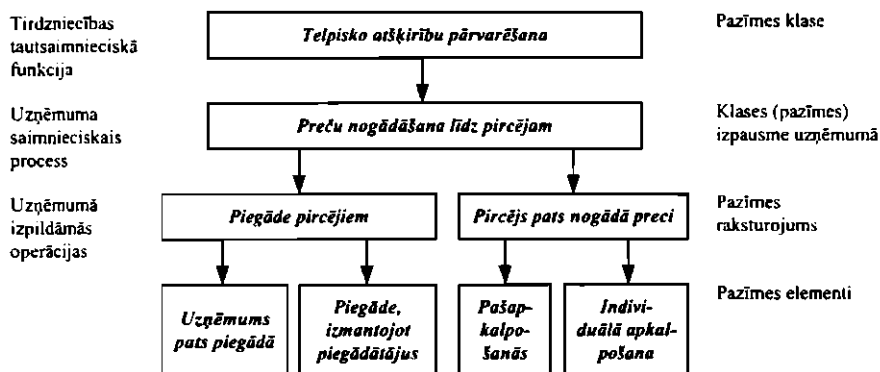 Tirdzniecības
tautsaimnieciskā
funkcija
Telpisko atšķirību pārvarēšana
Pazīmes klase
Uzņēmuma
saimnieciskais
process
Preču nogādāšana līdz pircējam
Klases (pazīmes)
izpausme uzņēmumā
Uzņēmumā
izpildāmās
operācijas
Piegāde pircējiem
Pircējs pats nogādā preci
Pazīmes
raksturojums
Uzņēmums
pats piegādā
Piegāde,
izmantojot
piegādātājus
Pašap-
kalpo-
šanās
Indivi-
duālā apkal-
pošana
Pazīmes elementi